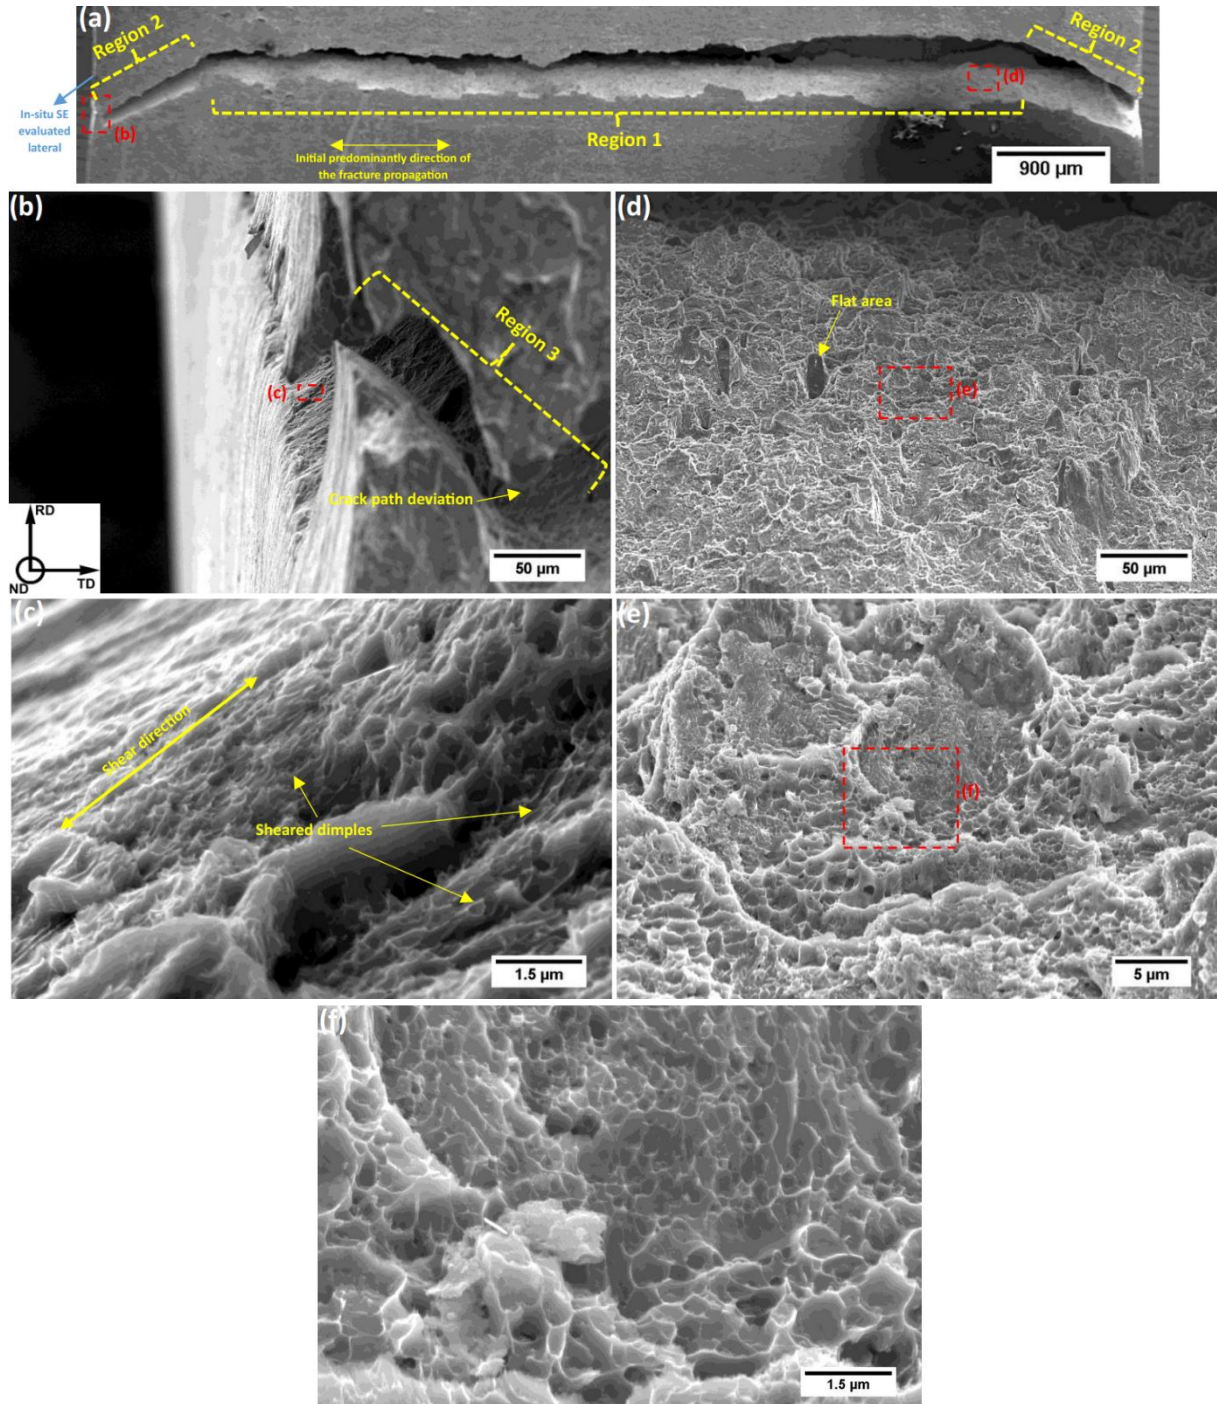 (a)
Region 2
Region 2
In-situ SE
evaluated
lateral
(b)
(d)
Region 1
Initial predominantly direction of
the fracture propagation
900 µm
(b)
Region 3
(c)
Crack path deviation
RD
ND
TD
50 µm
(d)
Flat area
(e)
50 µm
(c)
Shear direction
Sheared dimples
1.5 µm
(e)
(f)
5 µm
(f)
1.5 µm